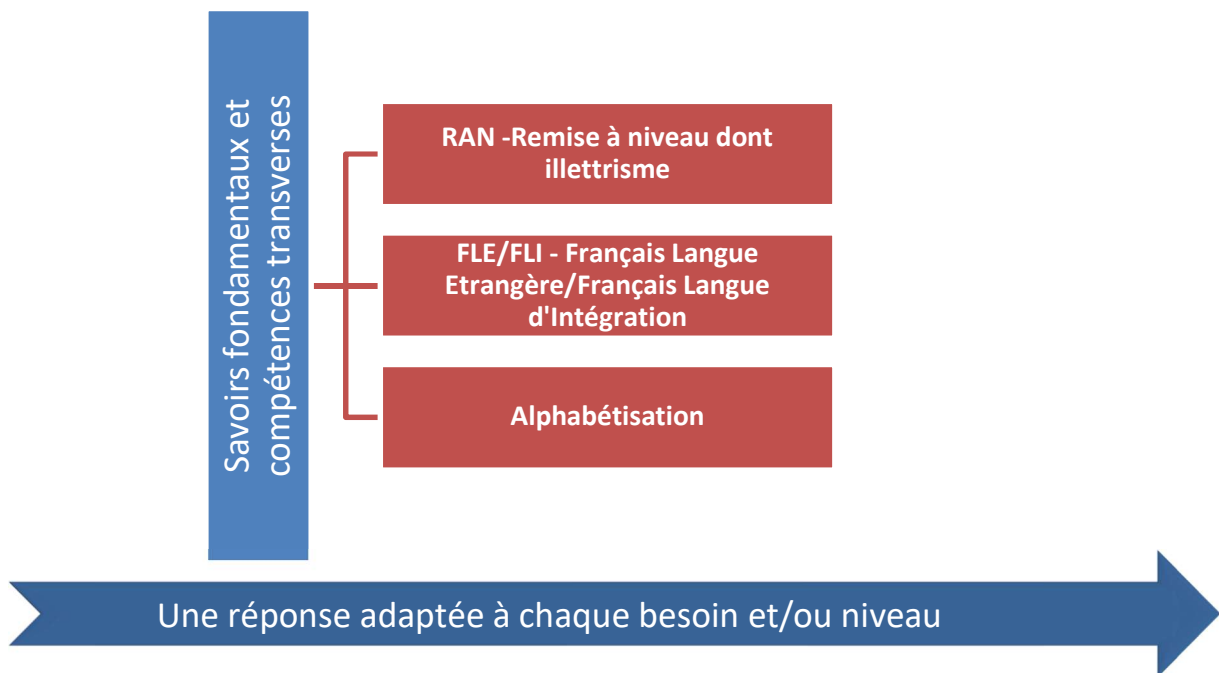 Savoirs fondamentaux et
compétences transverses
RAN -Remise à niveau dont
illettrisme
FLE/FLI - Français Langue
Etrangère/Français Langue
d'Intégration
Alphabétisation
Une réponse adaptée à chaque besoin et/ou niveau